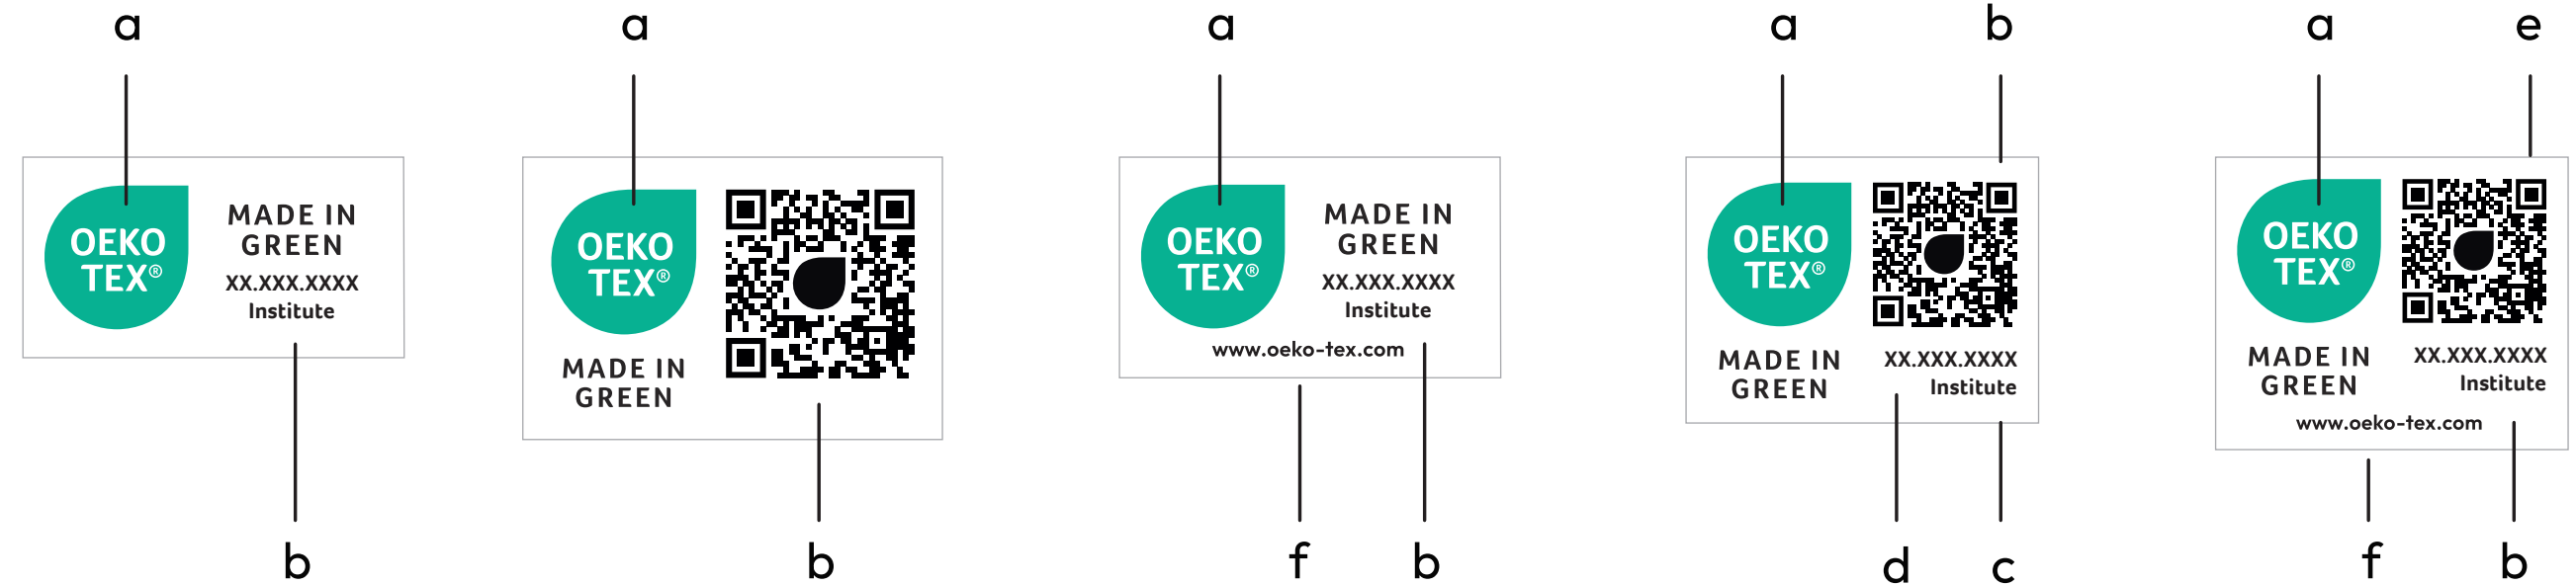 a
a
a
a
b
a
e
OEKO
TEX®
MADE IN
GREEN
XX.XXX.XXXX
Institute
OEKO
TEX®
MADE IN
GREEN
OEKO
TEX®
MADE IN
GREEN
XX.XXX.XXXX
Institute
www.oeko-tex.com
OEKO
TEX®
MADE IN
GREEN
XX.XXX.XXXX
Institute
OEKO
TEX®
MADE IN
GREEN
XX.XXX.XXXX
Institute
www.oeko-tex.com
b
b
f
b
d
c
f
b